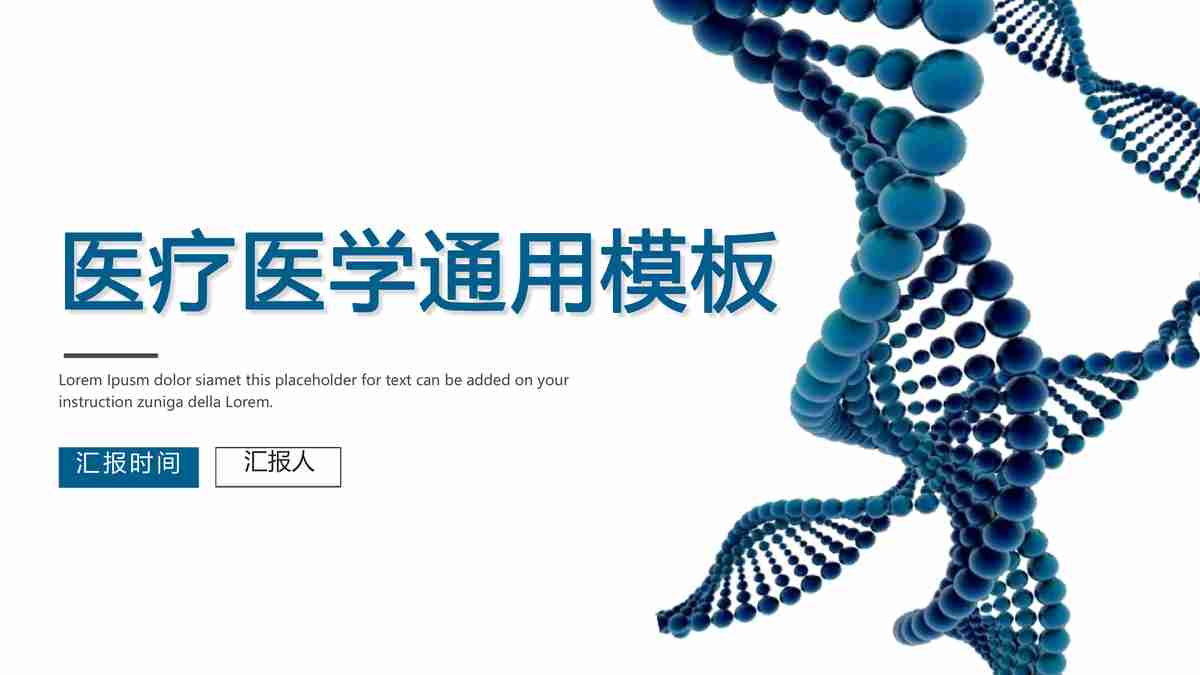 医疗医学通用模板
Lorem Ipusm dolor siamet this placeholder for text can be added on your
instruction zuniga della Lorem.
汇报时间
汇报人